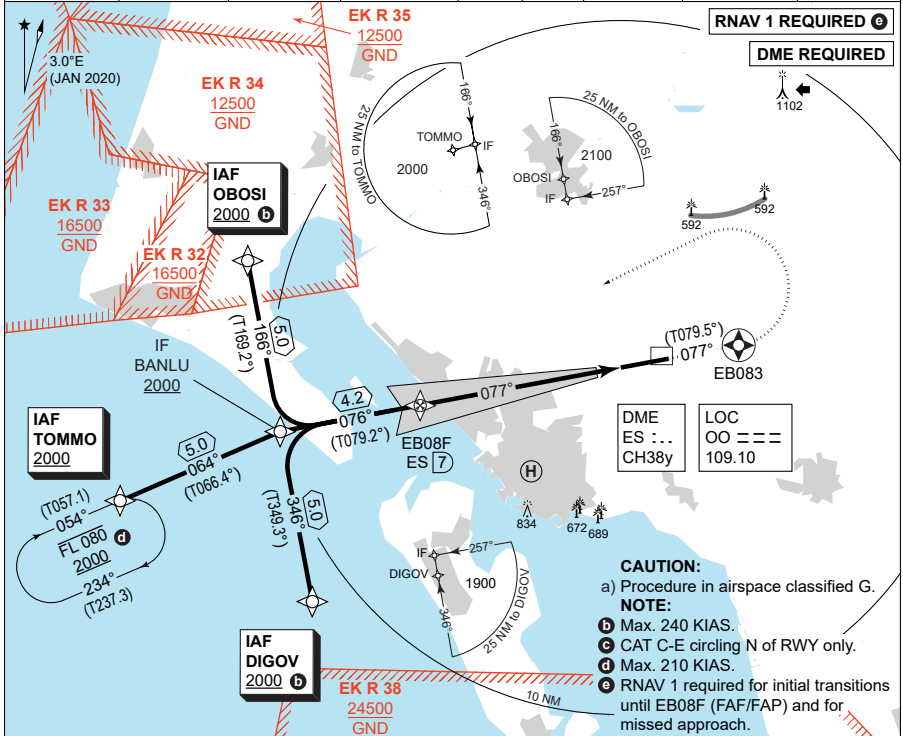 RNAV 1 REQUIRED e
DME REQUIRED
1102
EK R 35
12500
GND
3.0°E
(JAN 2020)
EK R 34
12500
GND
25 NM to TOMMO
166°
TOMMO
IF
2000
346°
25 NM to OBOSI
166°
2100
OBOSI
IF
257°
592
592
IAF
OBOSI
2000 b
EK R 33
16500
GND
EK R 32
16500
GND
5.0
166°
(T169.2°)
IF
BANLU
2000
(T079.5°)
077°
EB083
4.2
076°
(T079.2°)
077°
EB08F
ES 7
IAF
TOMMO
2000
5.0
064°
(T066.4°)
DME
ES : . .
CH38y
LOC
OO = = =
109.10
H
(T057.1)
054°
FL 080 d
2000
234°
(T237.3)
5.0
346°
(T349.3°)
834
672
689
IF
257°
DIGOV
1900
346°
25 NM to DIGOV
IAF
DIGOV
2000 b
EK R 38
24500
GND
10 NM
CAUTION:
a) Procedure in airspace classified G.
NOTE:
b Max. 240 KIAS.
c CAT C-E circling N of RWY only.
d Max. 210 KIAS.
e RNAV 1 required for initial transitions
until EB08F (FAF/FAP) and for
missed approach.